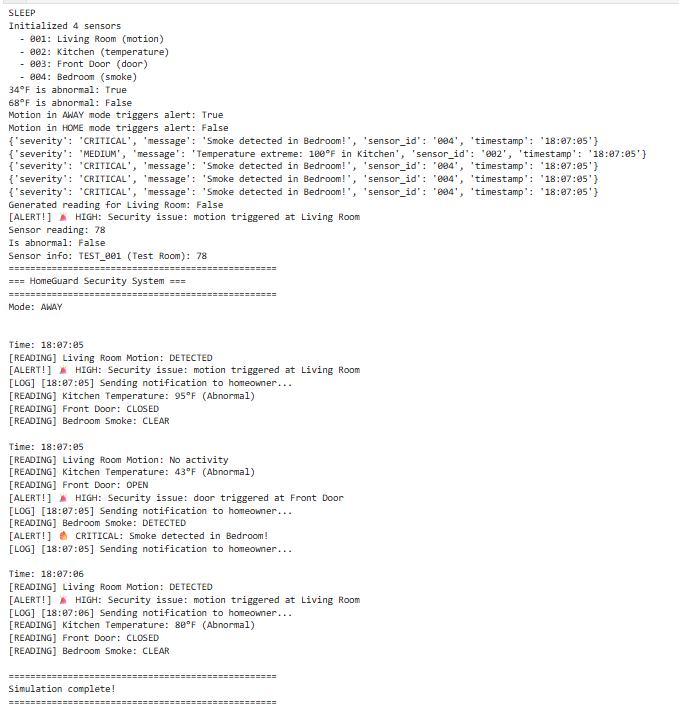 SLEEP
Initialized 4 sensors
- 001: Living Room (motion)
- 002: Kitchen (temperature)
- 003: Front Door (door)
- 004: Bedroom (smoke)
34°F is abnormal: True
68°F is abnormal: False
Motion in AWAY mode triggers alert: True
Motion in HOME mode triggers alert: False
{'severity': 'CRITICAL', 'message': 'Smoke detected in Bedroom!', 'sensor_id': '004', 'timestamp': '18:07:05'}
{'severity': 'MEDIUM', 'message': 'Temperature extreme: 100°F in Kitchen', 'sensor_id': '002', 'timestamp': '18:07:05'}
{'severity': 'CRITICAL', 'message': 'Smoke detected in Bedroom!', 'sensor_id': '004', 'timestamp': '18:07:05'}
{'severity': 'CRITICAL', 'message': 'Smoke detected in Bedroom!', 'sensor_id': '004', 'timestamp': '18:07:05'}
{'severity': 'CRITICAL', 'message': 'Smoke detected in Bedroom!', 'sensor_id': '004', 'timestamp': '18:07:05'}
Generated reading for Living Room: False
[ALERT!] 🚨 HIGH: Security issue: motion triggered at Living Room
Sensor reading: 78
Is abnormal: False
Sensor info: TEST_001 (Test Room): 78
==================================================
=== HomeGuard Security System ===
==================================================
Mode: AWAY
Time: 18:07:05
[READING] Living Room Motion: DETECTED
[ALERT!] 🚨 HIGH: Security issue: motion triggered at Living Room
[LOG] [18:07:05] Sending notification to homeowner...
[READING] Kitchen Temperature: 95°F (Abnormal)
[READING] Front Door: CLOSED
[READING] Bedroom Smoke: CLEAR
Time: 18:07:05
[READING] Living Room Motion: No activity
[READING] Kitchen Temperature: 43°F (Abnormal)
[READING] Front Door: OPEN
[ALERT!] 🚨 HIGH: Security issue: door triggered at Front Door
[LOG] [18:07:05] Sending notification to homeowner...
[READING] Bedroom Smoke: DETECTED
[ALERT!] 🔥 CRITICAL: Smoke detected in Bedroom!
[LOG] [18:07:05] Sending notification to homeowner...
Time: 18:07:06
[READING] Living Room Motion: DETECTED
[ALERT!] 🚨 HIGH: Security issue: motion triggered at Living Room
[LOG] [18:07:06] Sending notification to homeowner...
[READING] Kitchen Temperature: 80°F (Abnormal)
[READING] Front Door: CLOSED
[READING] Bedroom Smoke: CLEAR
==================================================
Simulation complete!
==================================================